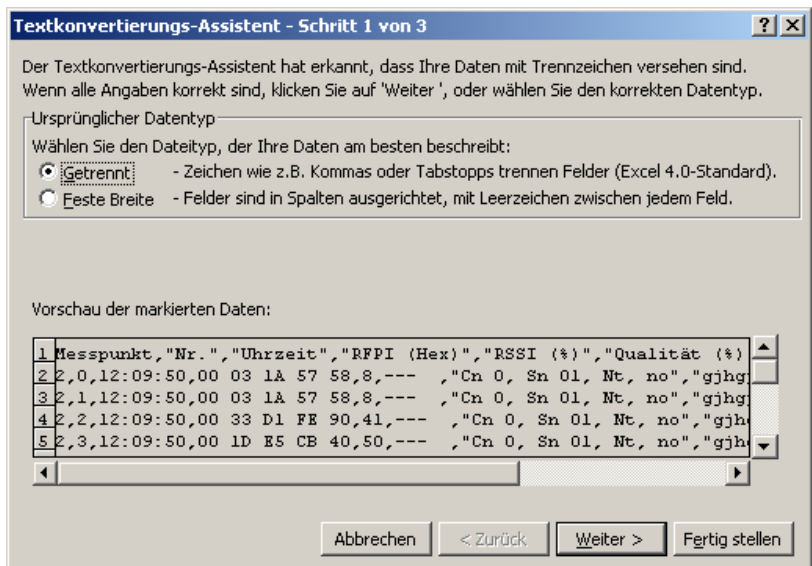 Textkonvertierungs-Assistent - Schritt 1 von 3
Der Textkonvertierungs-Assistent hat erkannt, dass Ihre Daten mit Trennzeichen versehen sind.
Wenn alle Angaben korrekt sind, klicken Sie auf 'Weiter ', oder wählen Sie den korrekten Datentyp.
Ursprünglicher Datentyp
Wählen Sie den Dateityp, der Ihre Daten am besten beschreibt:
Getrennt - Zeichen wie z.B. Kommas oder Tabstopps trennen Felder (Excel 4.0-Standard).
Feste Breite - Felder sind in Spalten ausgerichtet, mit Leerzeichen zwischen jedem Feld.
Vorschau der markierten Daten:
1 Messpunkt,"Nr.","Uhrzeit","RFPI (Hex)","RSSI (%)","Qualität (%)
2 2,0,12:09:50,00 03 1A 57 58,8,--- ,"Cn 0, Sn 01, Nt, no","gjhg
3 2,1,12:09:50,00 03 1A 57 58,8,--- ,"Cn 0, Sn 01, Nt, no","gjhg
4 2,2,12:09:50,00 33 D1 FE 90,41,--- ,"Cn 0, Sn 01, Nt, no","gjh
5 2,3,12:09:50,00 1D E5 CB 40,50,--- ,"Cn 0, Sn 01, Nt, no","gjh
Abbrechen < Zurück Weiter > Fertig stellen